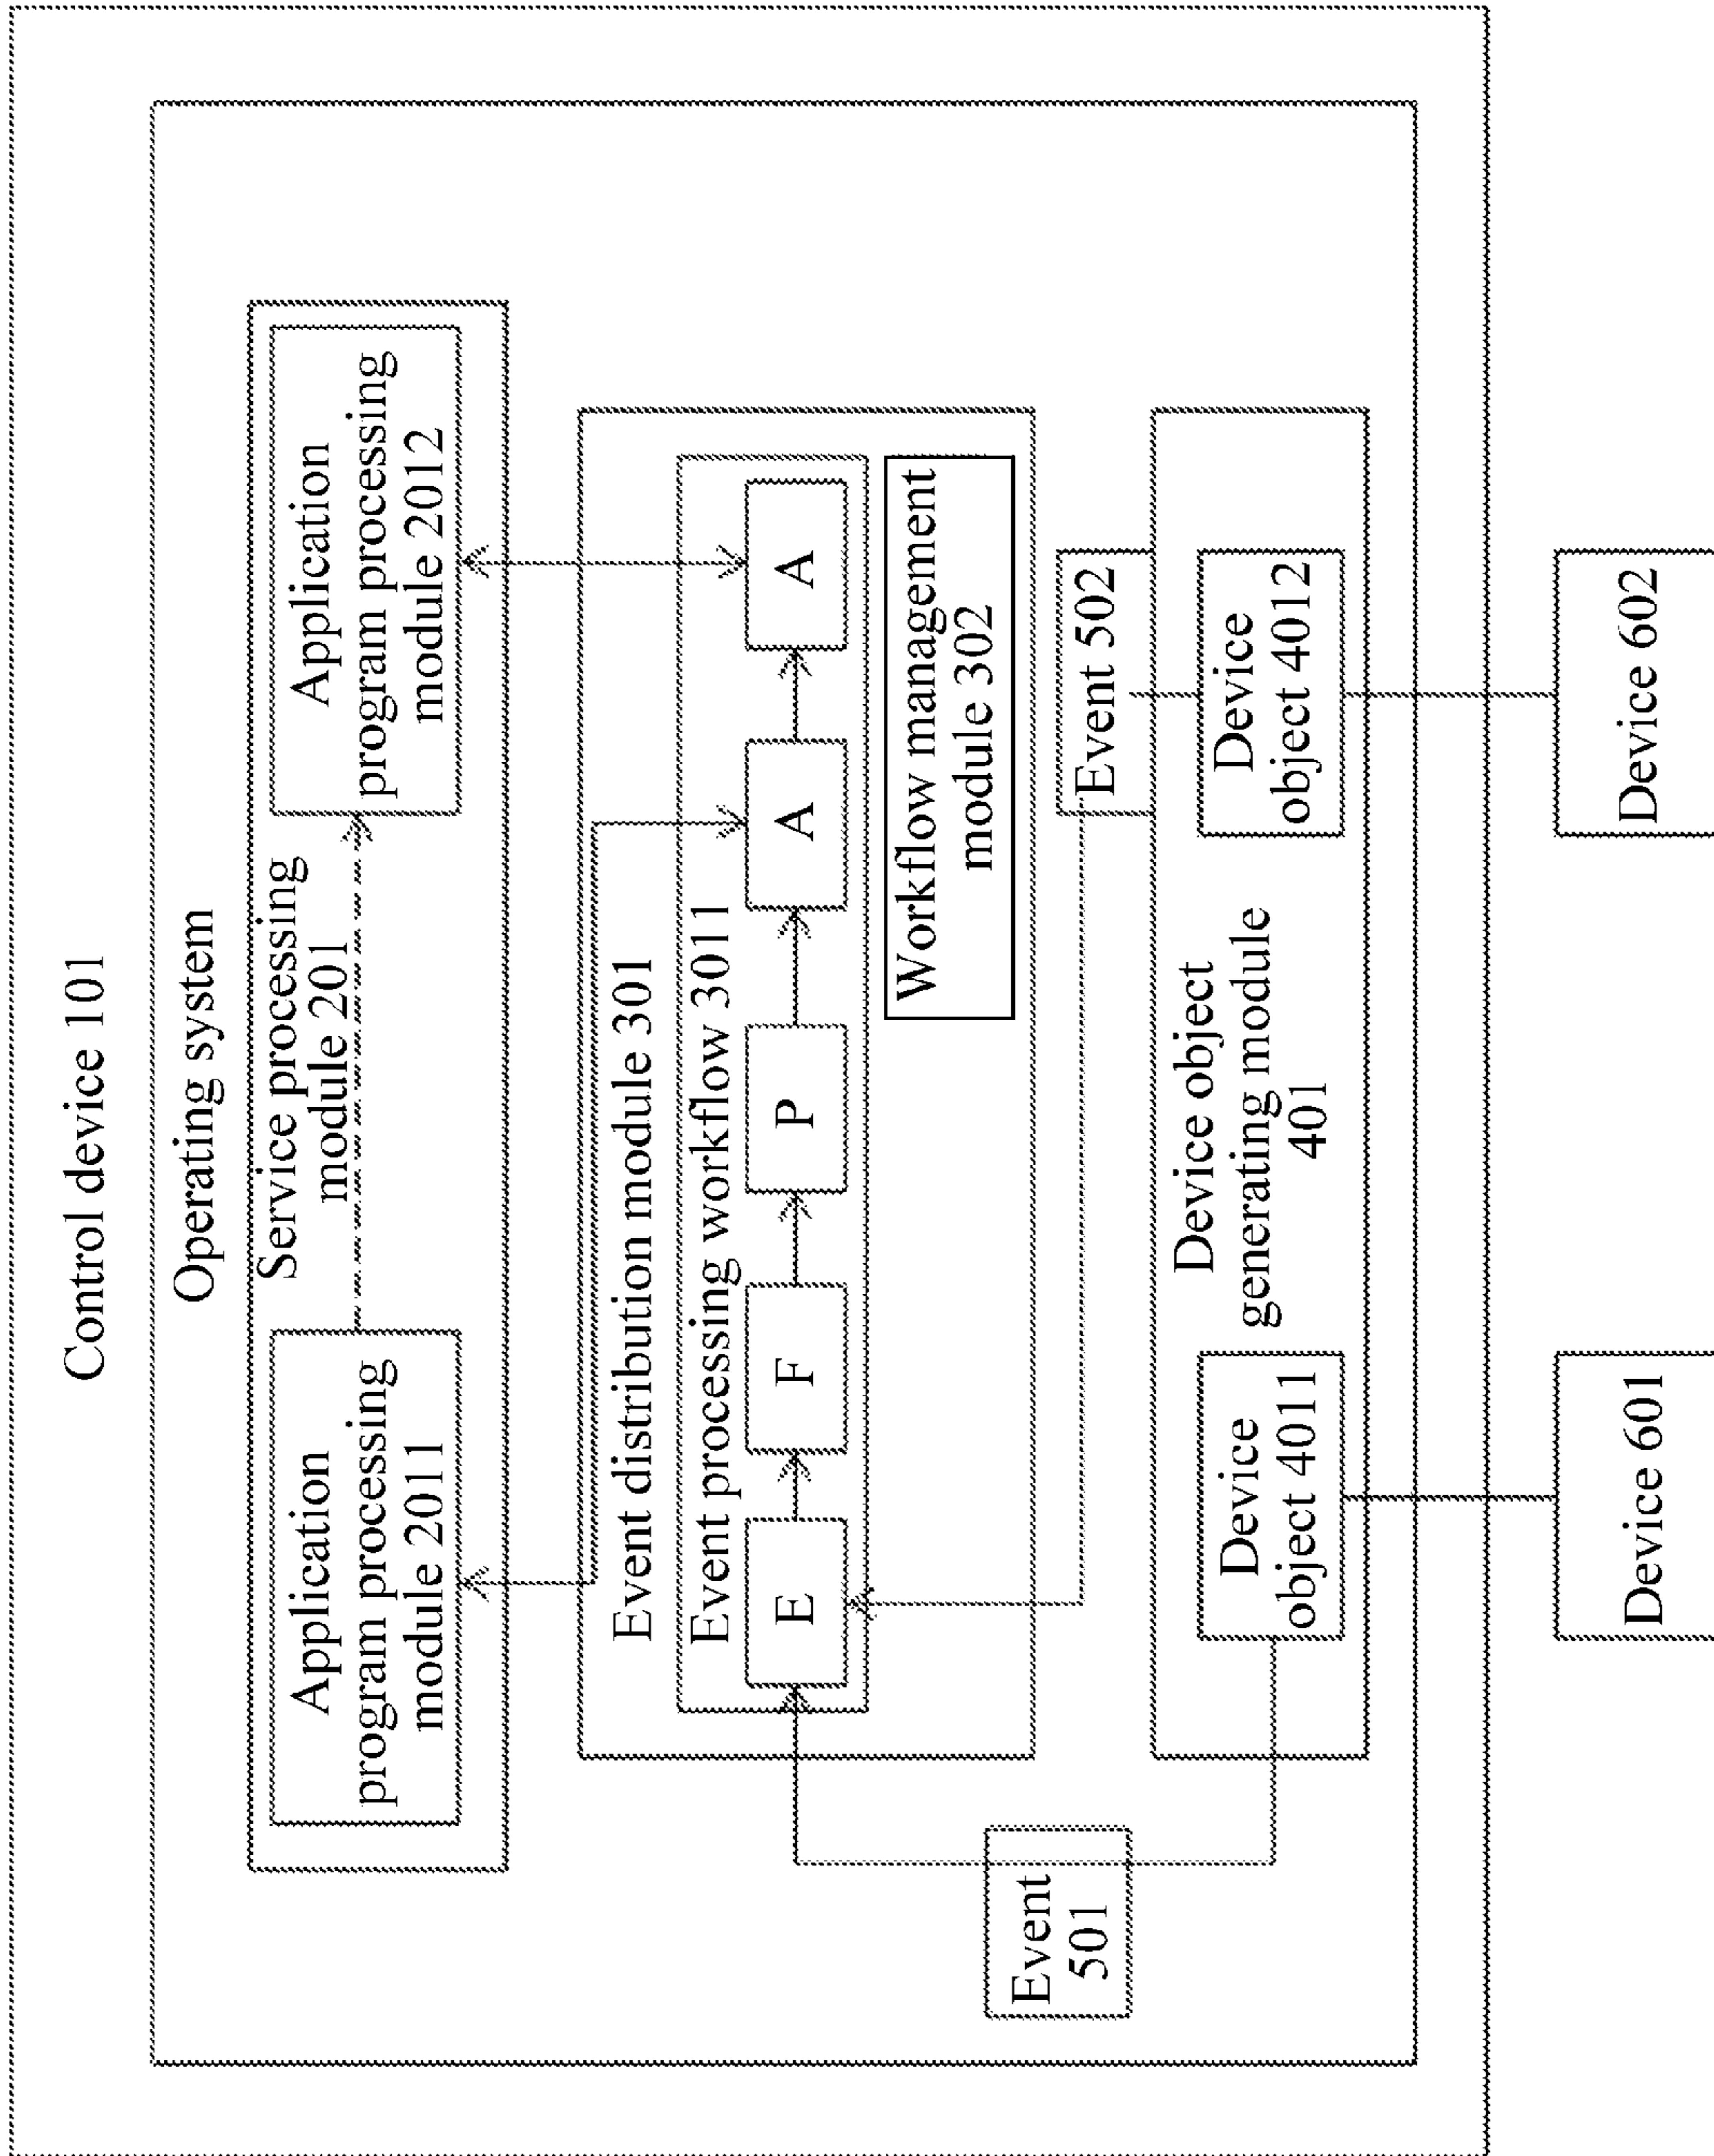 Control device 101
Operating system
Service processing
module 201
Application
program processing
module 2011
Application
program processing
module 2012
Event distribution module 301
Event processing workflow 3011
E
F
P
A
A
Workflow management
module 302
Event
501
Event 502
Device object
generating module
401
Device
object 4011
Device
object 4012
Device 601
Device 602